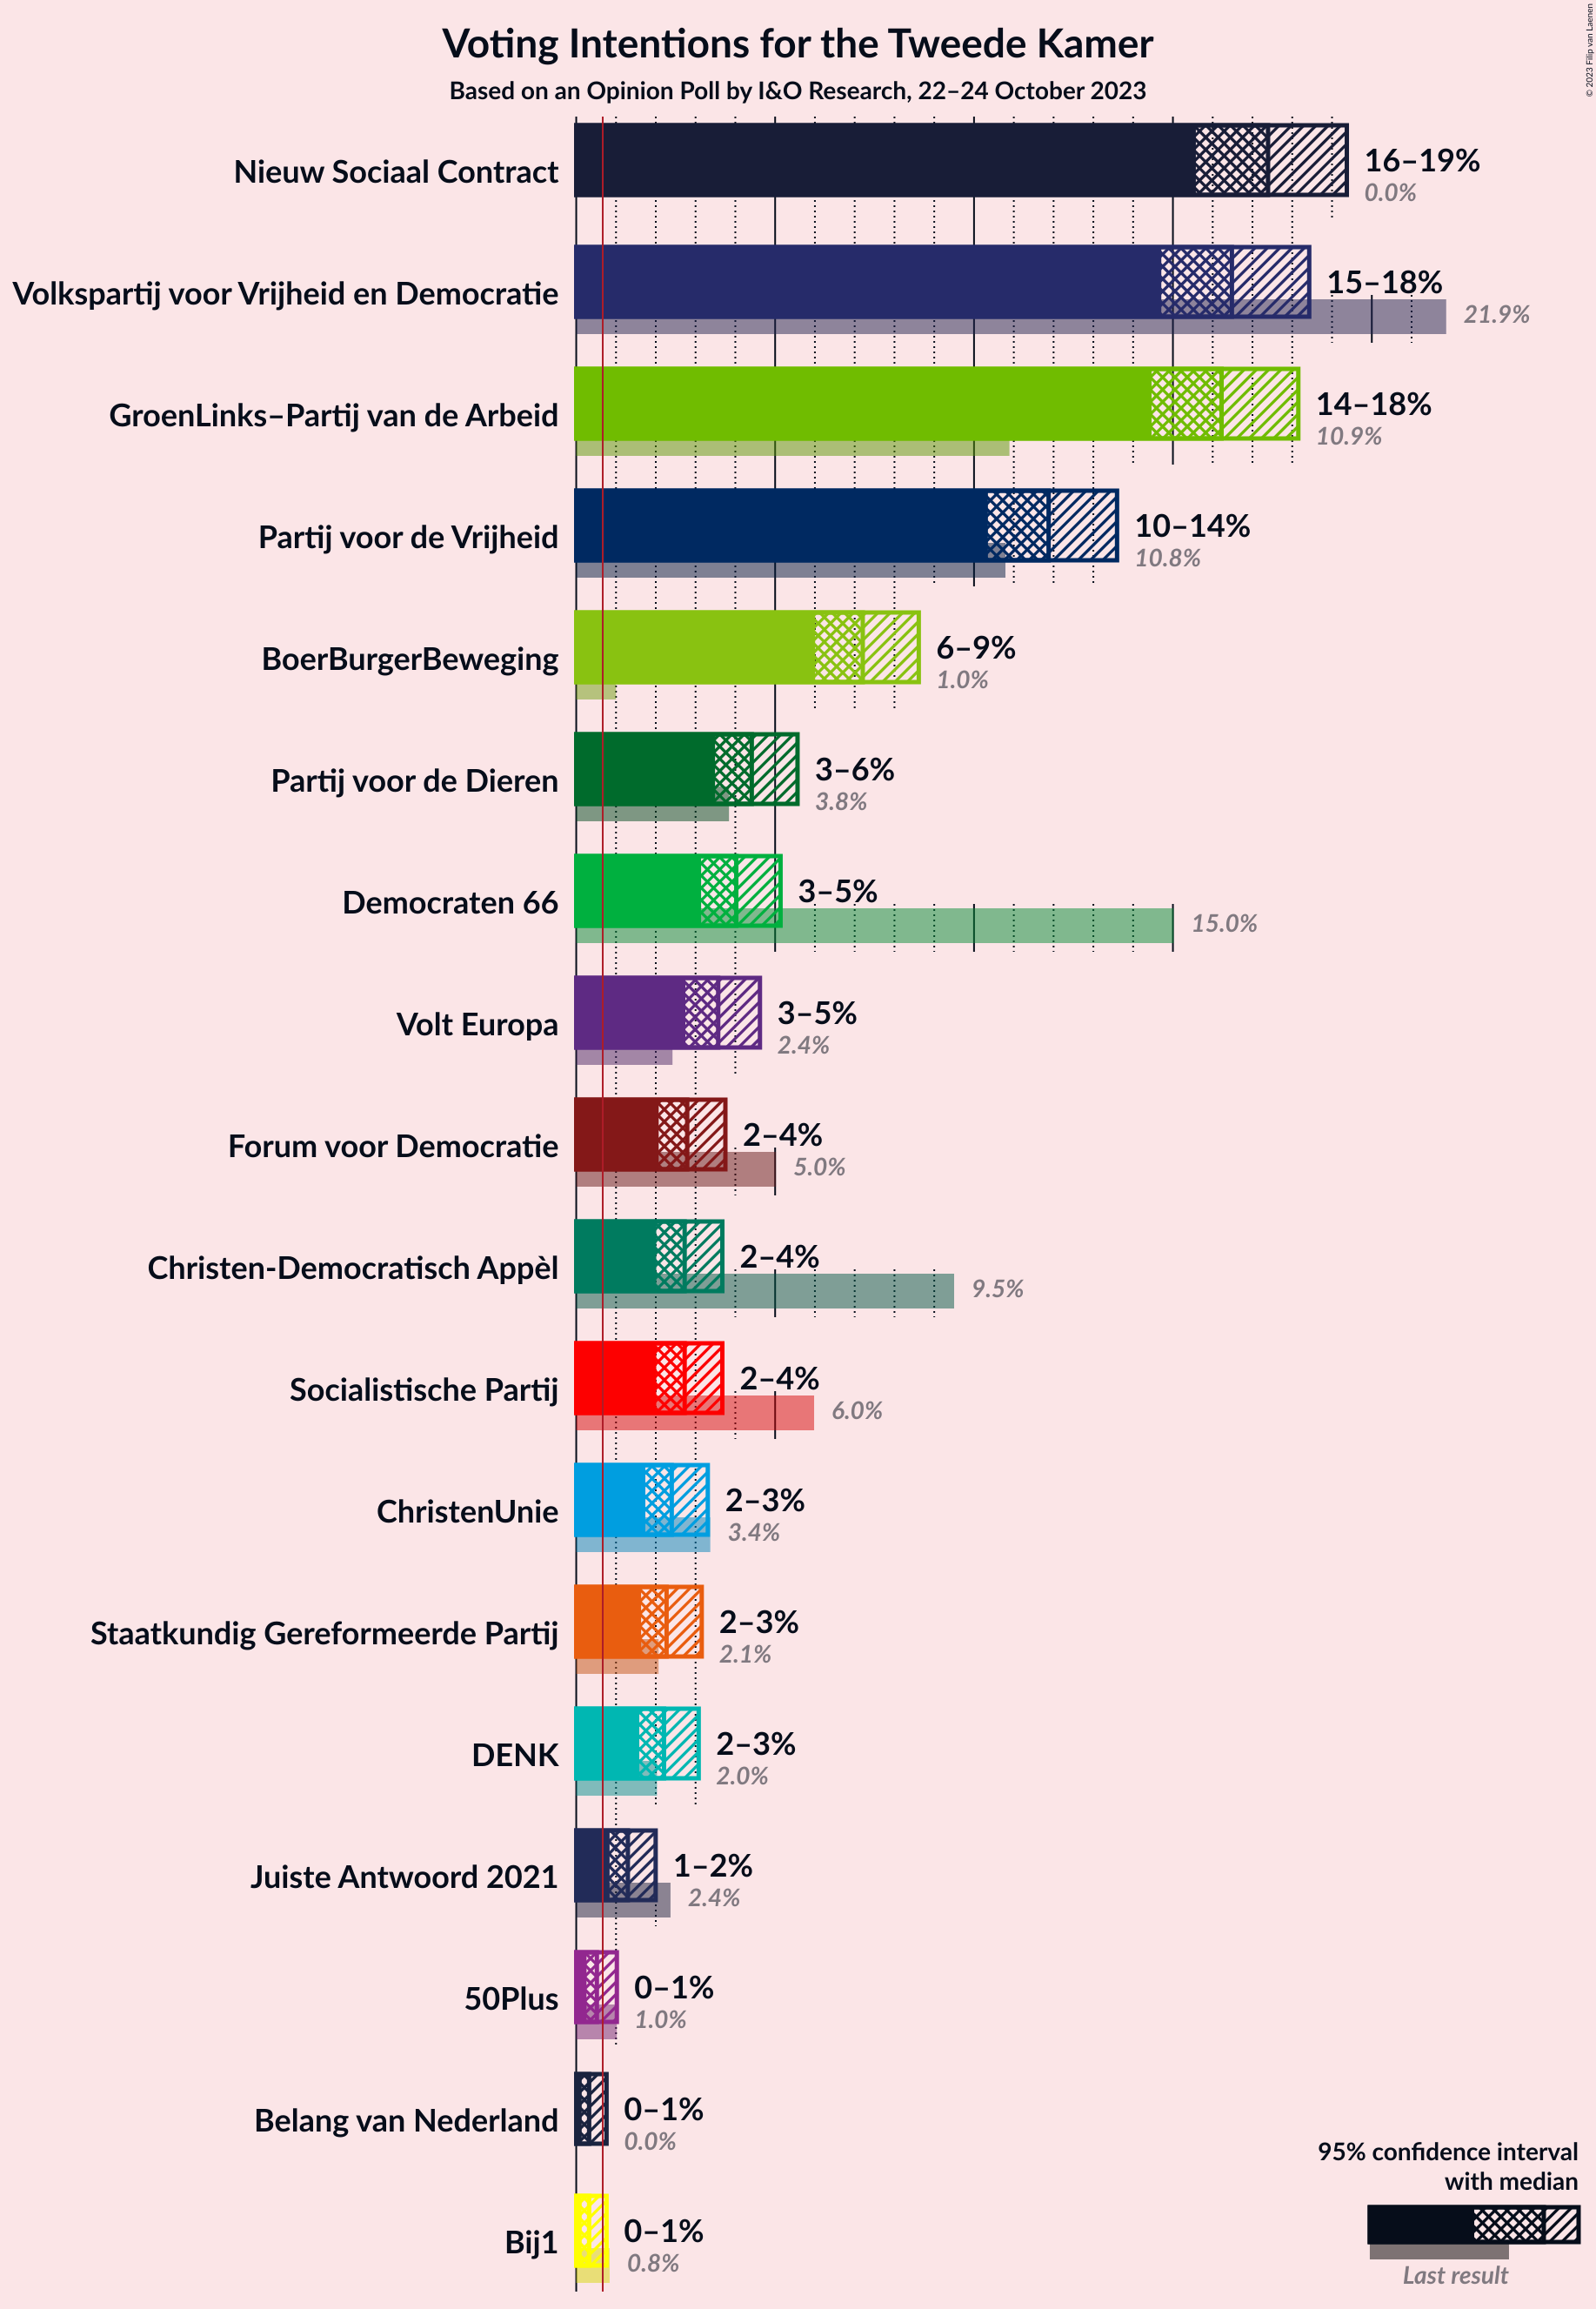 Voting Intentions for the Tweede Kamer
Based on an Opinion Poll by I&O Research, 22–24 October 2023
© 2023 Filip van Laenen
Nieuw Sociaal Contract
16–19%
0.0%
Volkspartij voor Vrijheid en Democratie
15–18%
21.9%
GroenLinks–Partij van de Arbeid
14–18%
10.9%
Partij voor de Vrijheid
10–14%
10.8%
BoerBurgerBeweging
6–9%
1.0%
Partij voor de Dieren
3–6%
3.8%
Democraten 66
3–5%
15.0%
Volt Europa
3–5%
2.4%
Forum voor Democratie
2–4%
5.0%
Christen-Democratisch Appèl
2–4%
9.5%
Socialistische Partij
2–4%
6.0%
ChristenUnie
2–3%
3.4%
Staatkundig Gereformeerde Partij
2–3%
2.1%
DENK
2–3%
2.0%
Juiste Antwoord 2021
1–2%
2.4%
50Plus
0–1%
1.0%
Belang van Nederland
0–1%
0.0%
Bij1
0–1%
0.8%
95% confidence interval
with median
Last result